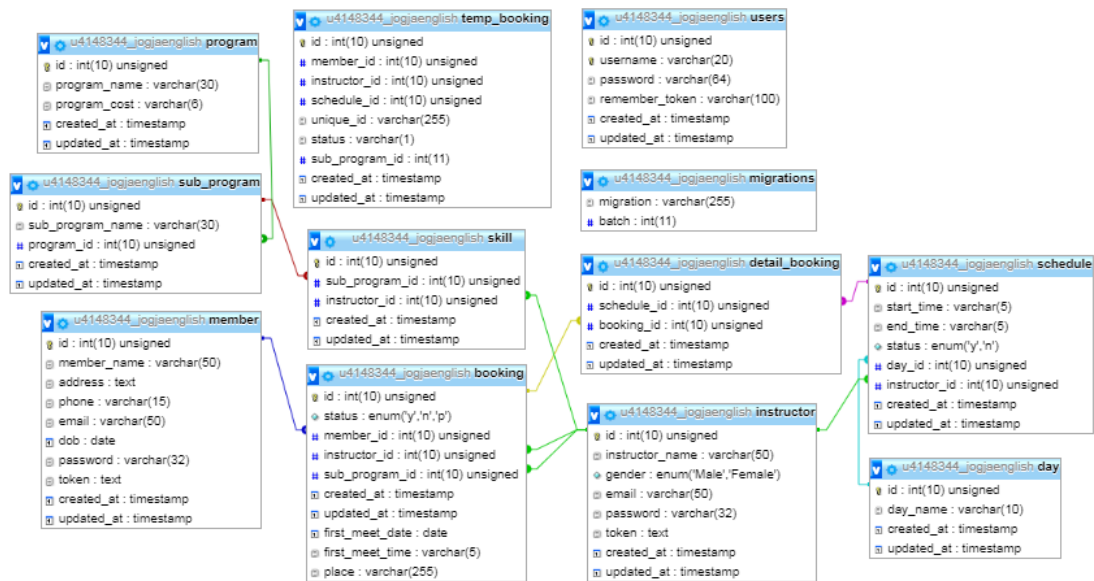 u4148344_jogjaenglish program
id : int(10) unsigned
program_name : varchar(30)
program_cost : varchar(6)
created_at : timestamp
updated_at : timestamp
u4148344_jogjaenglish sub_program
id : int(10) unsigned
sub_program_name : varchar(30)
program_id : int(10) unsigned
created_at : timestamp
updated_at : timestamp
u4148344_jogjaenglish member
id : int(10) unsigned
member_name : varchar(50)
address : text
phone : varchar(15)
email : varchar(50)
dob : date
password : varchar(32)
token : text
created_at : timestamp
updated_at : timestamp
u4148344_jogjaenglish temp_booking
id : int(10) unsigned
member_id : int(10) unsigned
instructor_id : int(10) unsigned
schedule_id : int(10) unsigned
unique_id : varchar(255)
status : varchar(1)
sub_program_id : int(11)
created_at : timestamp
updated_at : timestamp
u4148344_jogjaenglish skill
id : int(10) unsigned
sub_program_id : int(10) unsigned
instructor_id : int(10) unsigned
created_at : timestamp
updated_at : timestamp
u4148344_jogjaenglish booking
id : int(10) unsigned
status : enum('y','n','p')
member_id : int(10) unsigned
instructor_id : int(10) unsigned
sub_program_id : int(10) unsigned
created_at : timestamp
updated_at : timestamp
first_meet_date : date
first_meet_time : varchar(5)
place : varchar(255)
u4148344_jogjaenglish users
id : int(10) unsigned
username : varchar(20)
password : varchar(64)
remember_token : varchar(100)
created_at : timestamp
updated_at : timestamp
u4148344_jogjaenglish migrations
migration : varchar(255)
batch : int(11)
u4148344_jogjaenglish detail_booking
id : int(10) unsigned
schedule_id : int(10) unsigned
booking_id : int(10) unsigned
created_at : timestamp
updated_at : timestamp
u4148344_jogjaenglish instructor
id : int(10) unsigned
instructor_name : varchar(50)
gender : enum('Male','Female')
email : varchar(50)
password : varchar(32)
token : text
created_at : timestamp
updated_at : timestamp
u4148344_jogjaenglish schedule
id : int(10) unsigned
start_time : varchar(5)
end_time : varchar(5)
status : enum('y','n')
day_id : int(10) unsigned
instructor_id : int(10) unsigned
created_at : timestamp
updated_at : timestamp
u4148344_jogjaenglish day
id : int(10) unsigned
day_name : varchar(10)
created_at : timestamp
updated_at : timestamp